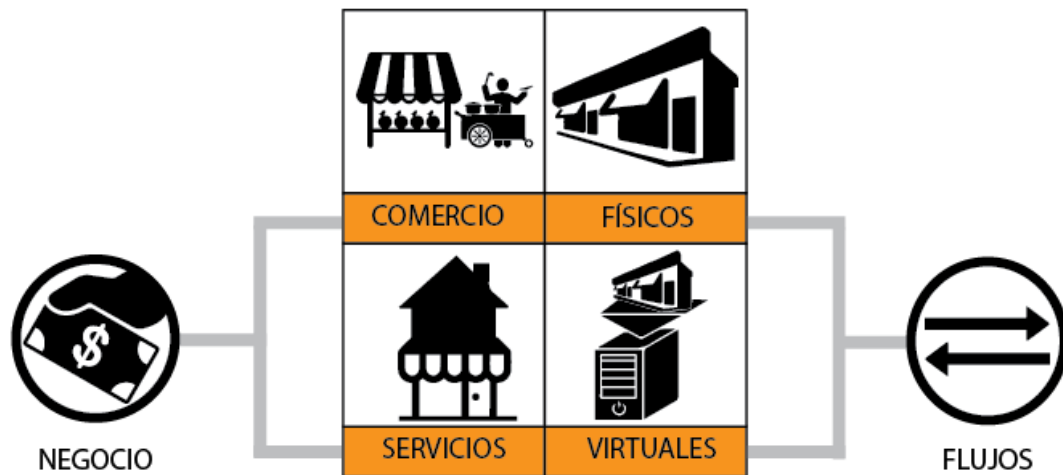 COMERCIO
FÍSICOS
$
NEGOCIO
SERVICIOS
VIRTUALES
FLUJOS